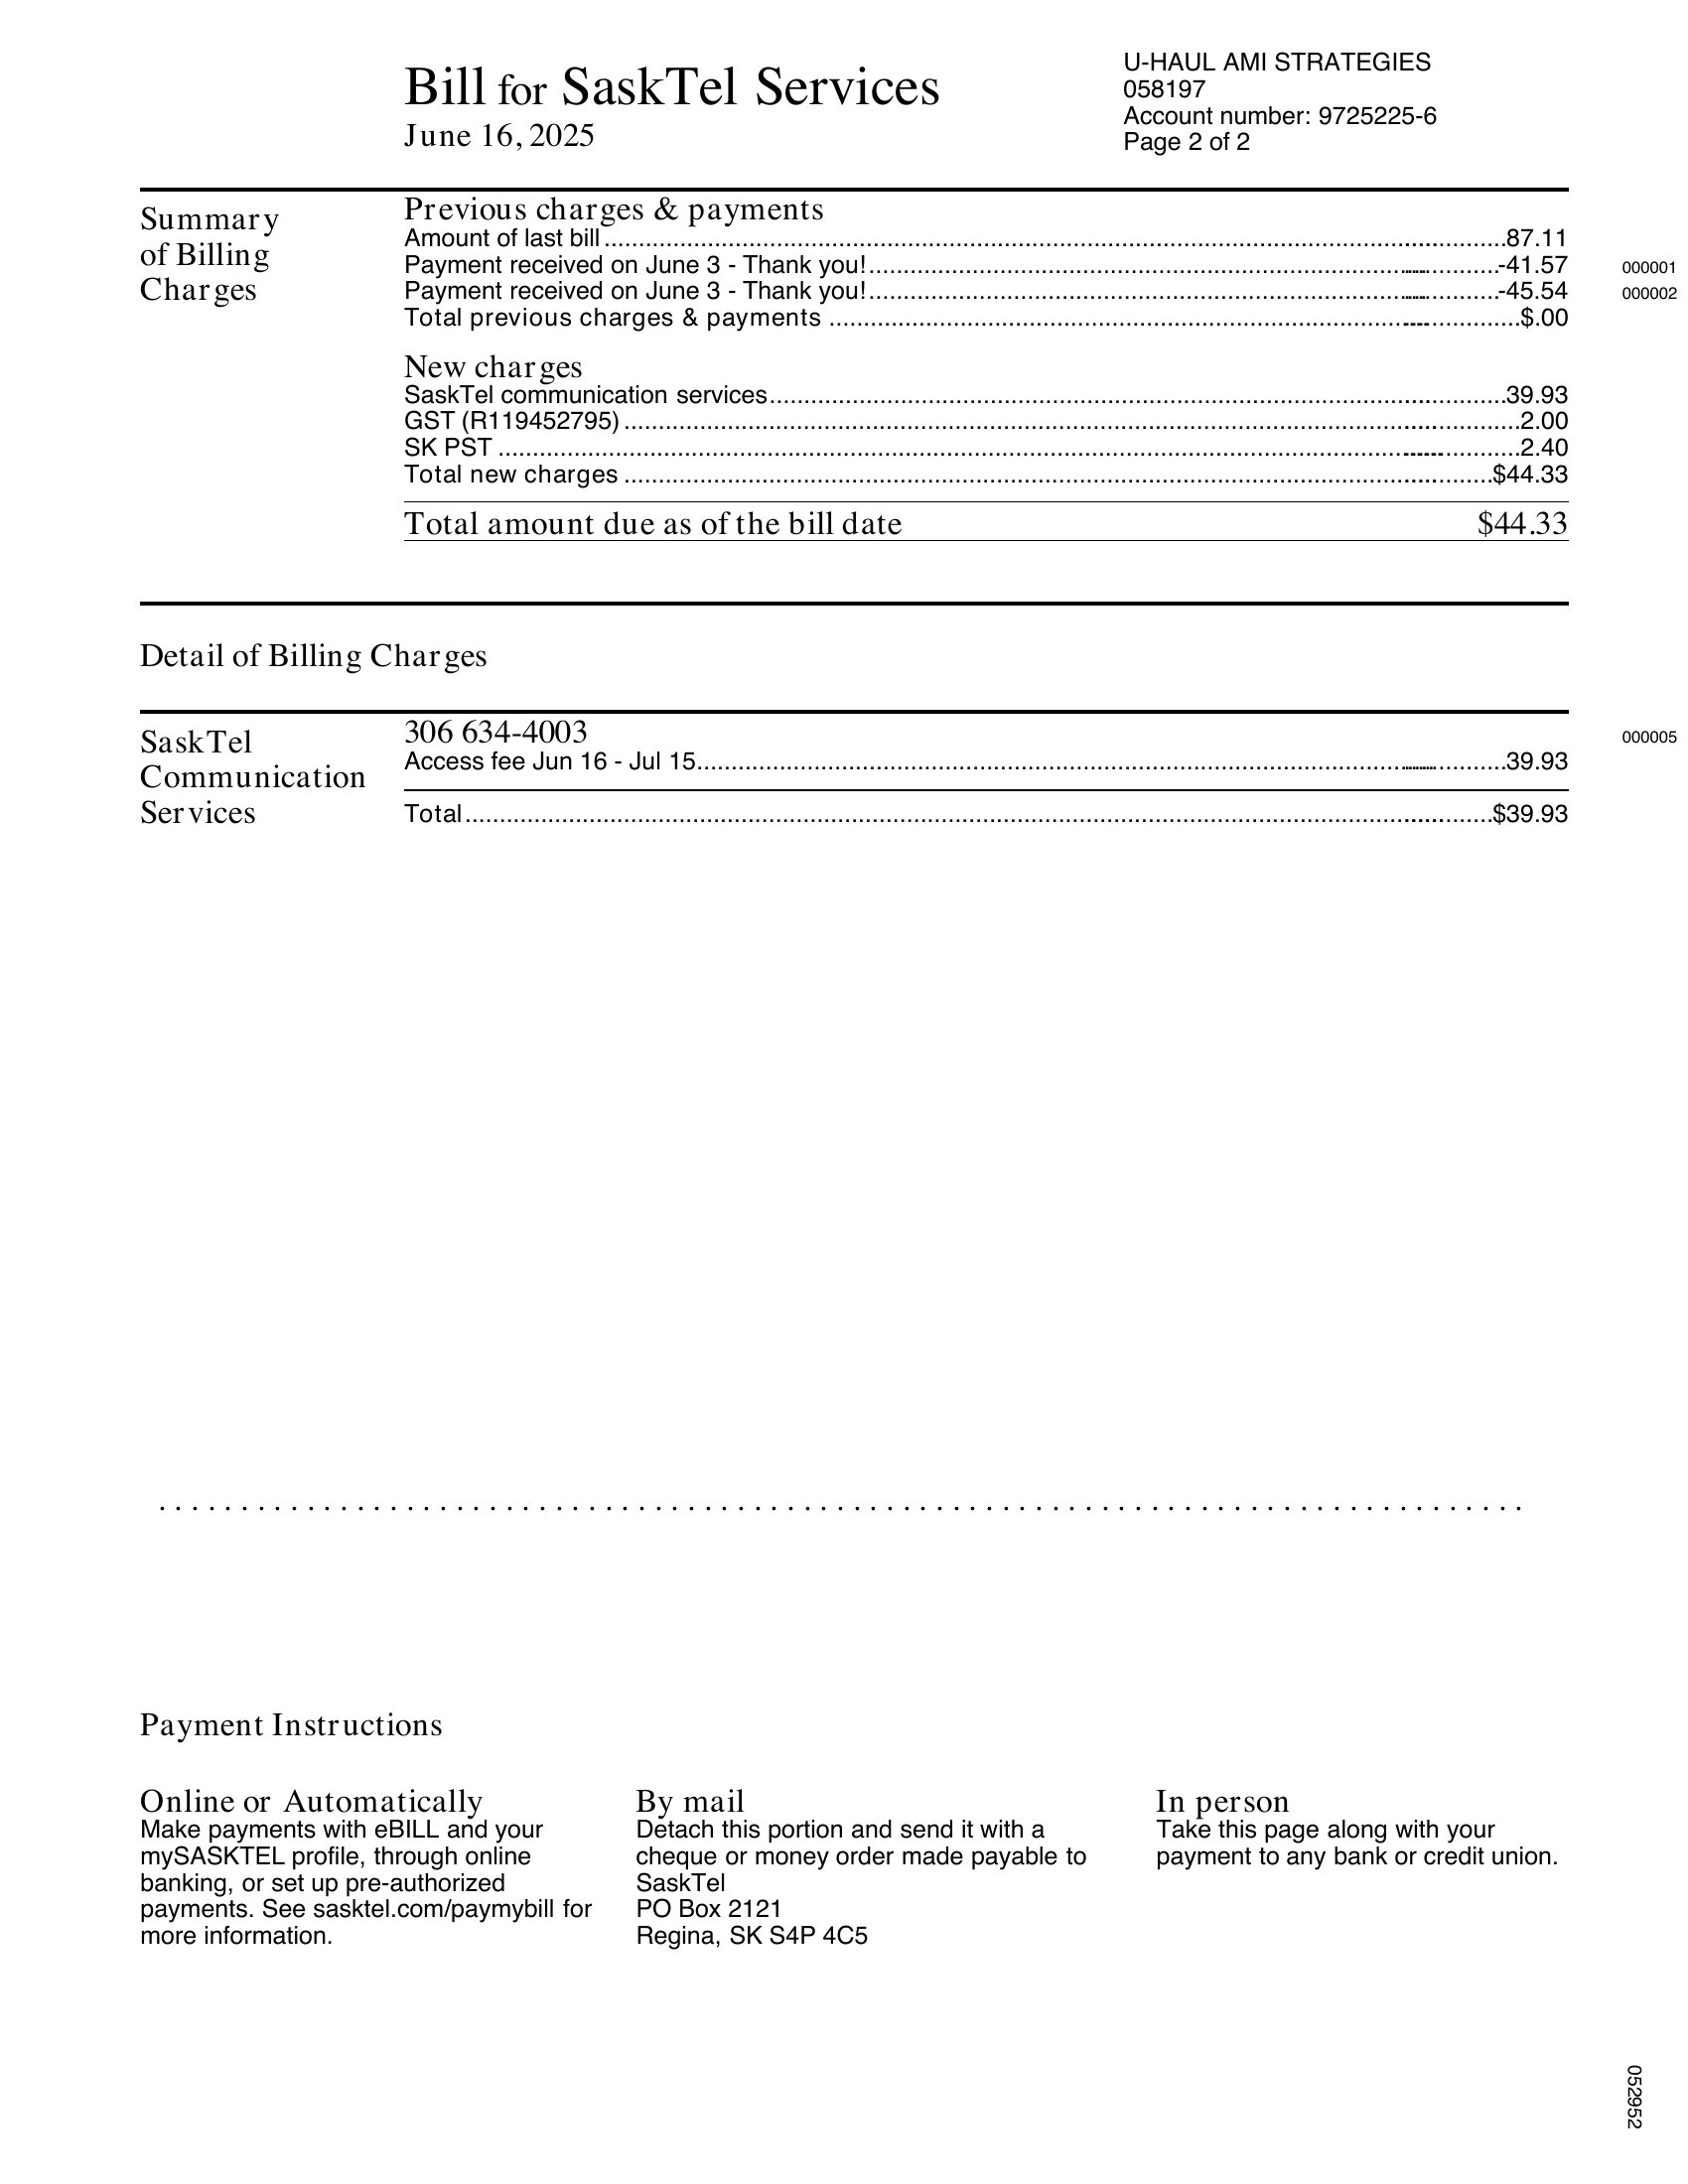 Bill for SaskTel Services
June 16, 2025
U-HAUL AMI STRATEGIES
058197
Account number: 9725225-6
Page 2 of 2
Summary
of Billing
Charges
Previous charges & payments
Amount of last bill ... 87.11
Payment received on June 3 - Thank you! ... -41.57 000001
Payment received on June 3 - Thank you! ... -45.54 000002
Total previous charges & payments ... $.00
New charges
SaskTel communication services ... 39.93
GST (R119452795) ... 2.00
SK PST ... 2.40
Total new charges ... $44.33
Total amount due as of the bill date $44.33
Detail of Billing Charges
SaskTel
Communication
Services
306 634-4003 000005
Access fee Jun 16 - Jul 15 ... 39.93
Total ... $39.93
Payment Instructions
Online or Automatically
Make payments with eBILL and your
mySASKTEL profile, through online
banking, or set up pre-authorized
payments. See sasktel.com/paymybill for
more information.
By mail
Detach this portion and send it with a
cheque or money order made payable to
SaskTel
PO Box 2121
Regina, SK S4P 4C5
In person
Take this page along with your
payment to any bank or credit union.
052952